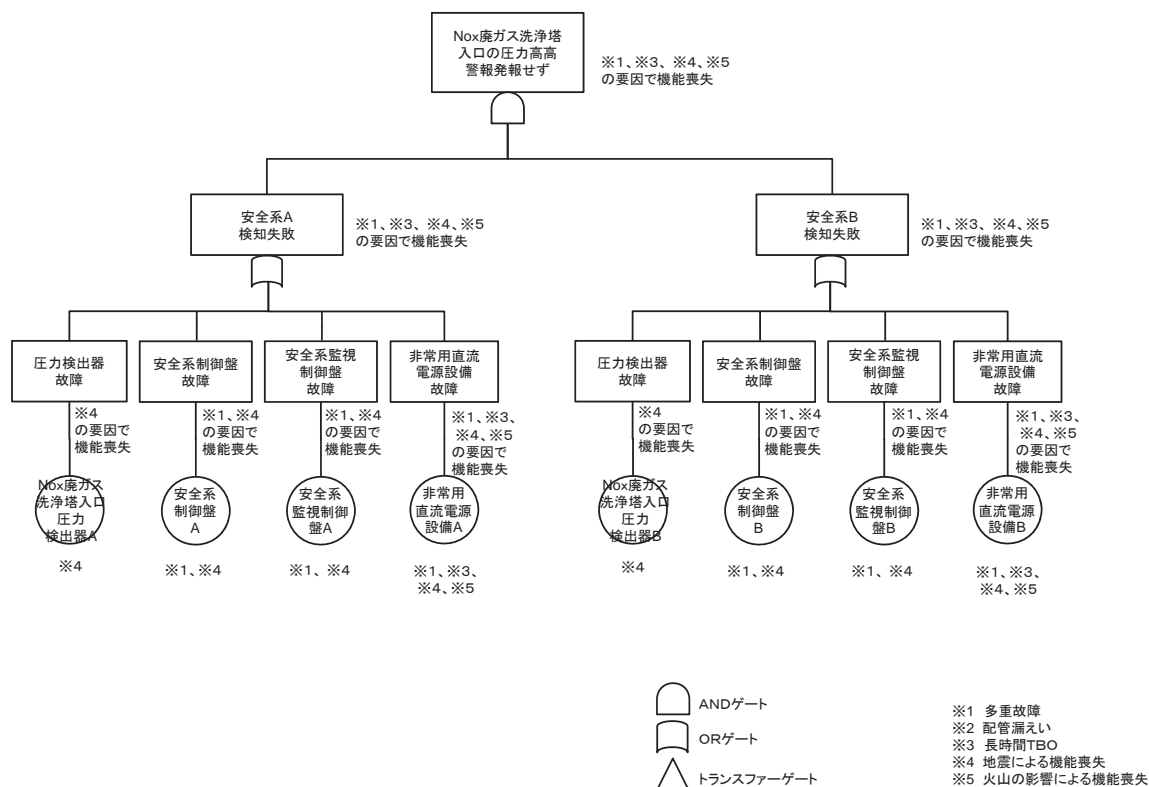 Nox廃ガス洗浄塔
入口の圧力高高
警報発報せず
※1、※3、※4、※5
の要因で機能喪失
安全系A
検知失敗
※1、※3、※4、※5
の要因で機能喪失
安全系B
検知失敗
※1、※3、※4、※5
の要因で機能喪失
圧力検出器
故障
安全系制御盤
故障
安全系監視
制御盤
故障
非常用直流
電源設備
故障
圧力検出器
故障
安全系制御盤
故障
安全系監視
制御盤
故障
非常用直流
電源設備
故障
※4
の要因で
機能喪失
※1、※4
の要因で
機能喪失
※1、※4
の要因で
機能喪失
※1、※3、
※4、※5
の要因で
機能喪失
※4
の要因で
機能喪失
※1、※4
の要因で
機能喪失
※1、※4
の要因で
機能喪失
※1、※3、
※4、※5
の要因で
機能喪失
Nox廃ガス
洗浄塔入口
圧力
検出器A
安全系
制御盤
A
安全系
監視制御
盤A
非常用
直流電源
設備A
Nox廃ガス
洗浄塔入口
圧力
検出器B
安全系
制御盤
B
安全系
監視制御
盤B
非常用
直流電源
設備B
※4
※1、※4
※1、※4
※1、※3、
※4、※5
※4
※1、※4
※1、※4
※1、※3、
※4、※5
ANDゲート
ORゲート
トランスファーゲート
※1 多重故障
※2 配管漏えい
※3 長時間TBO
※4 地震による機能喪失
※5 火山の影響による機能喪失